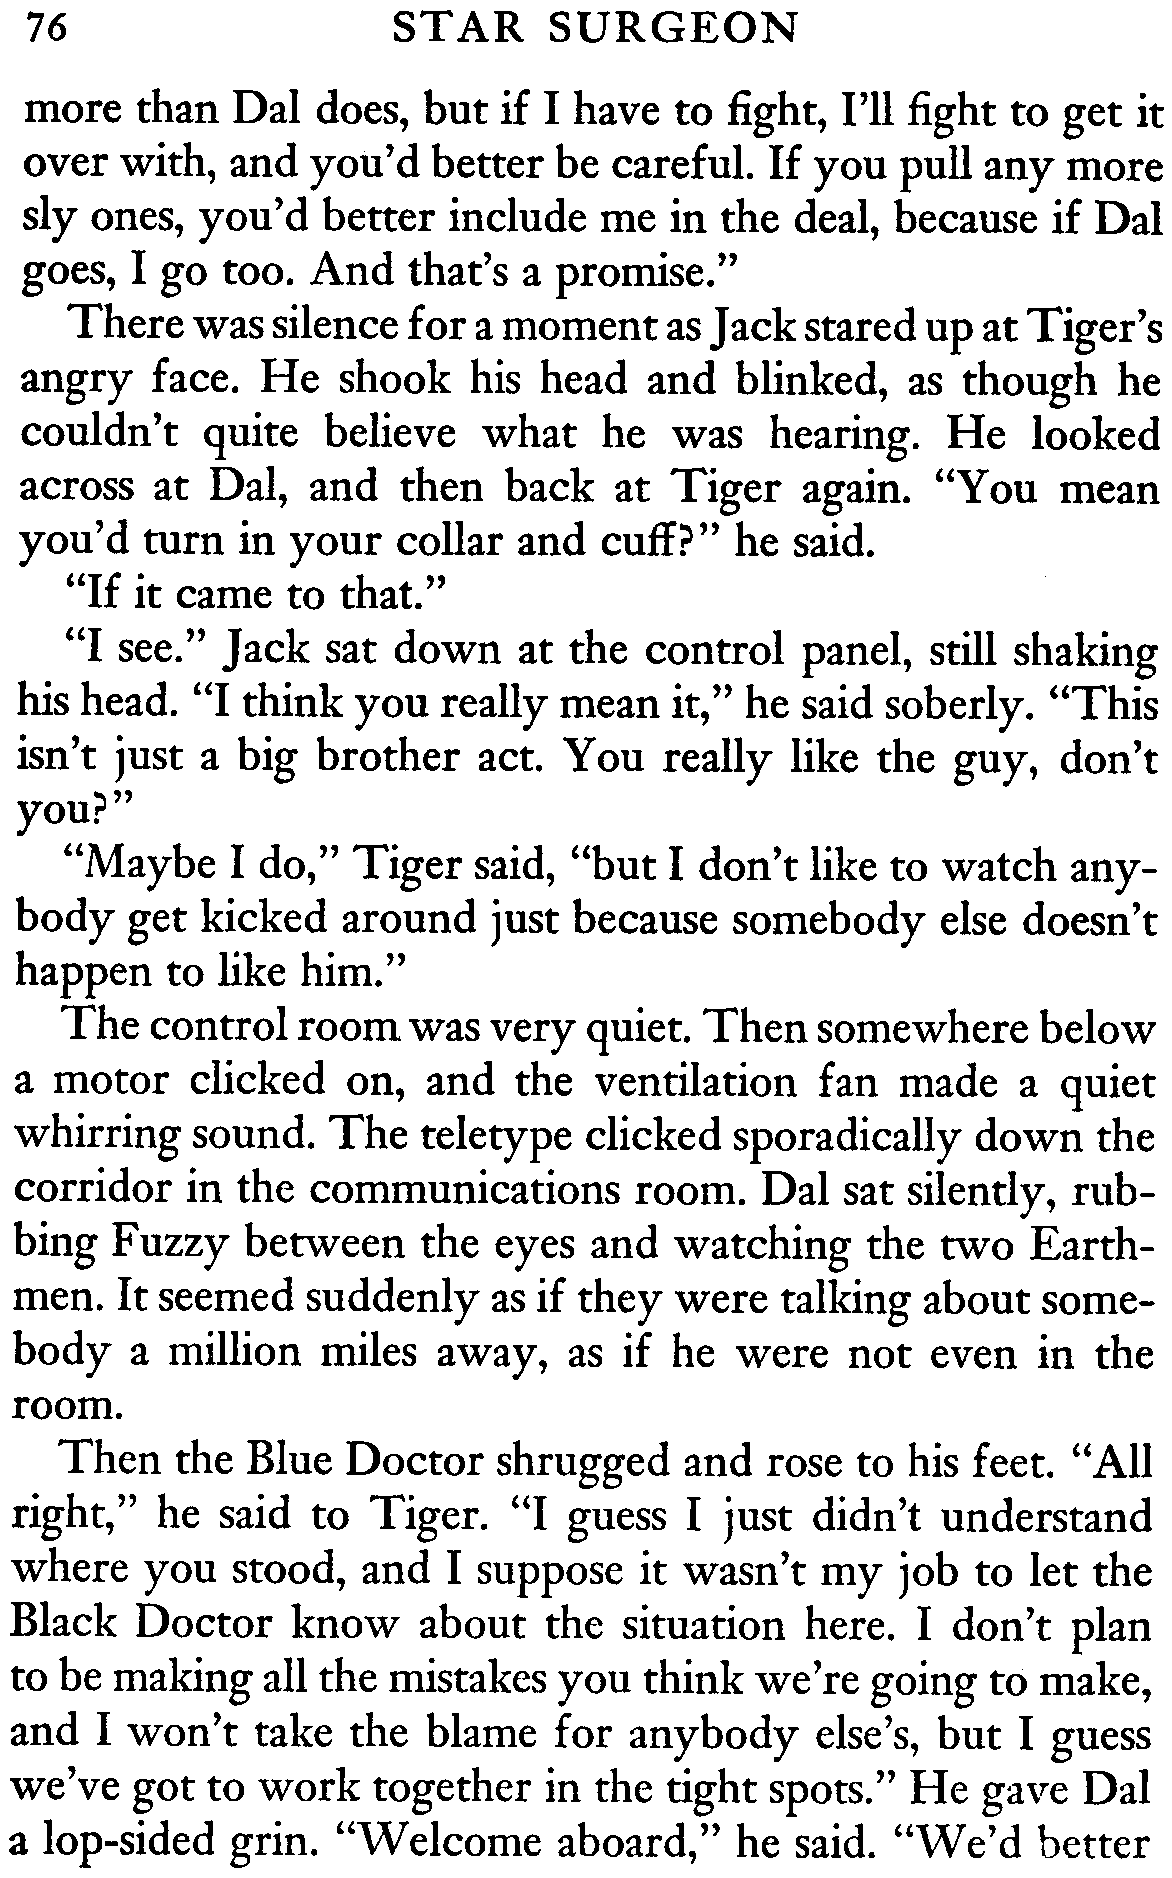 76 STAR SURGEON
more than Dal does, but if I have to fight, I’ll fight to get it
over with, and you’d better be careful. If you pull any more
sly ones, you’d better include me in the deal, because if Dal
goes, I go too. And that’s a promise.”
There was silence for a moment as Jack stared up at Tiger’s
angry face. He shook his head and blinked, as though he
couldn’t quite believe what he was hearing. He looked
across at Dal, and then back at Tiger again. “You mean
you’d turn in your collar and cuff?” he said.
“If it came to that.”
“I see.” Jack sat down at the control panel, still shaking
his head. “I think you really mean it,” he said soberly. “This
isn’t just a big brother act. You really like the guy, don’t
you?”
“Maybe I do,” Tiger said, “but I don’t like to watch any-
body get kicked around just because somebody else doesn’t
happen to like him.”
The control room was very quiet. Then somewhere below
a motor clicked on, and the ventilation fan made a quiet
whirring sound. The teletype clicked sporadically down the
corridor in the communications room. Dal sat silently, rub-
bing Fuzzy between the eyes and watching the two Earth-
men. It seemed suddenly as if they were talking about some-
body a million miles away, as if he were not even in the
room.
Then the Blue Doctor shrugged and rose to his feet. “All
right,” he said to Tiger. “I guess I just didn’t understand
where you stood, and I suppose it wasn’t my job to let the
Black Doctor know about the situation here. I don’t plan
to be making all the mistakes you think we’re going to make,
and I won’t take the blame for anybody else’s, but I guess
we’ve got to work together in the tight spots.” He gave Dal
a lop-sided grin. “Welcome aboard,” he said. “We’d better